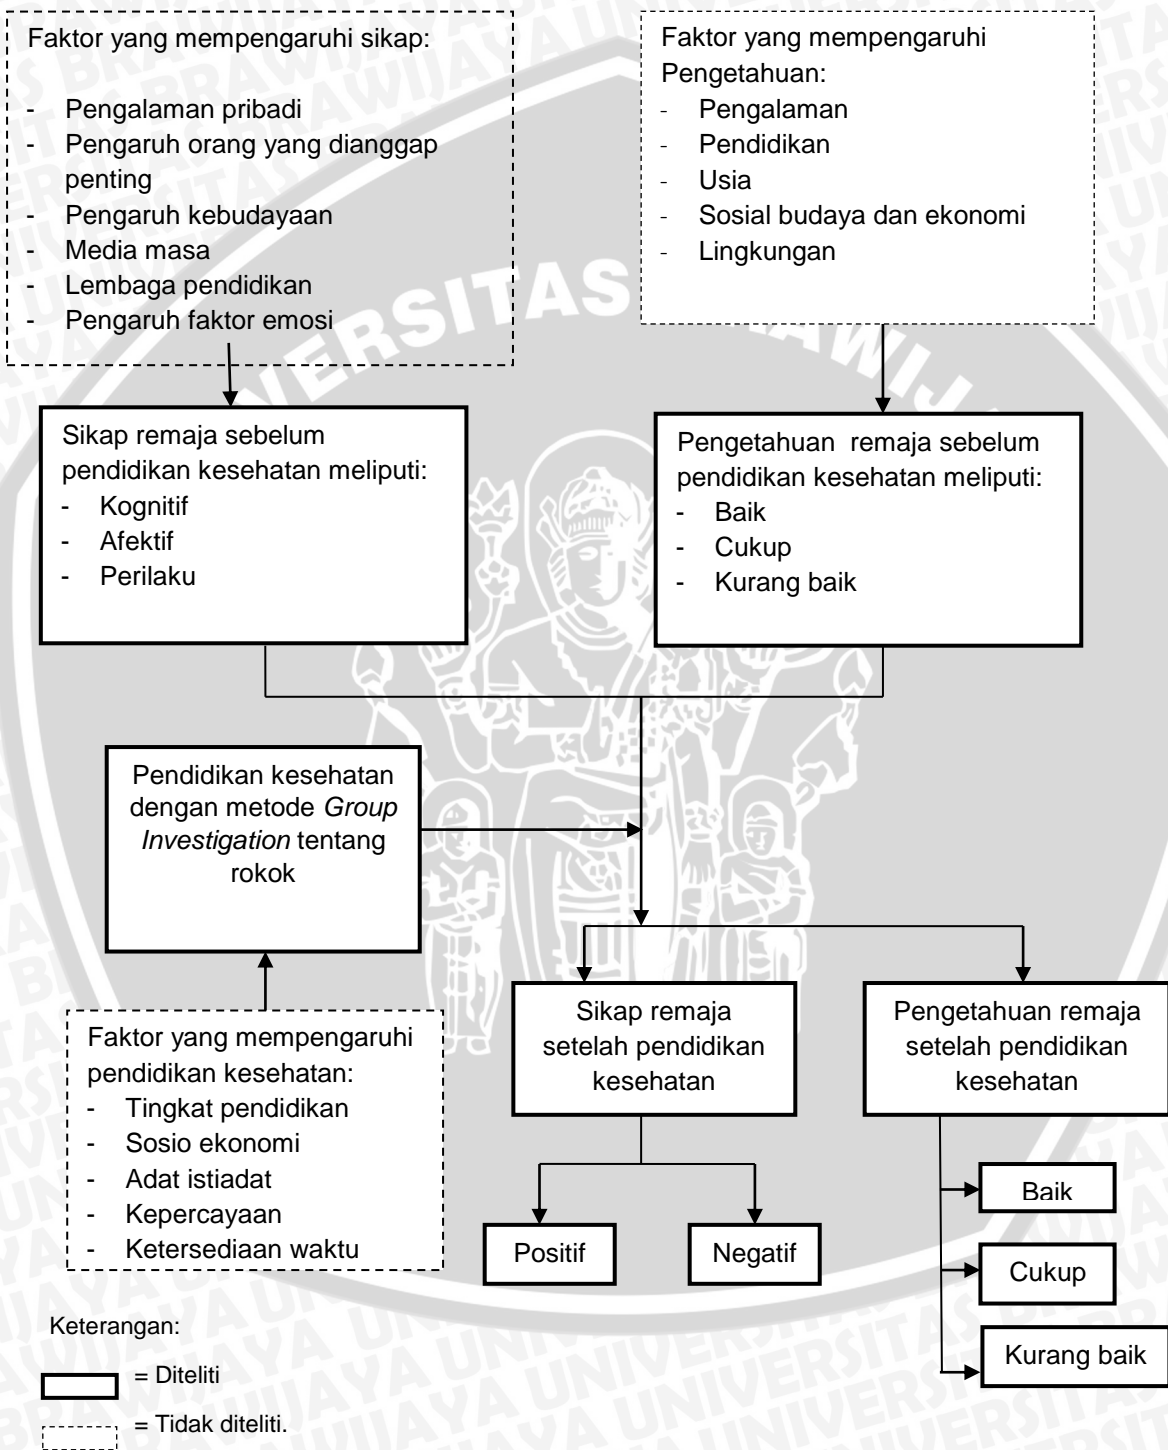 Faktor yang mempengaruhi sikap:
- Pengalaman pribadi
- Pengaruh orang yang dianggap
penting
- Pengaruh kebudayaan
- Media masa
- Lembaga pendidikan
- Pengaruh faktor emosi
Faktor yang mempengaruhi
Pengetahuan:
- Pengalaman
- Pendidikan
- Usia
- Sosial budaya dan ekonomi
- Lingkungan
Sikap remaja sebelum
pendidikan kesehatan meliputi:
- Kognitif
- Afektif
- Perilaku
Pengetahuan remaja sebelum
pendidikan kesehatan meliputi:
- Baik
- Cukup
- Kurang baik
Pendidikan kesehatan
dengan metode Group
Investigation tentang
rokok
Faktor yang mempengaruhi
pendidikan kesehatan:
- Tingkat pendidikan
- Sosio ekonomi
- Adat istiadat
- Kepercayaan
- Ketersediaan waktu
Sikap remaja
setelah pendidikan
kesehatan
Pengetahuan remaja
setelah pendidikan
kesehatan
Positif
Negatif
Baik
Cukup
Kurang baik
Keterangan:
= Diteliti
= Tidak diteliti.